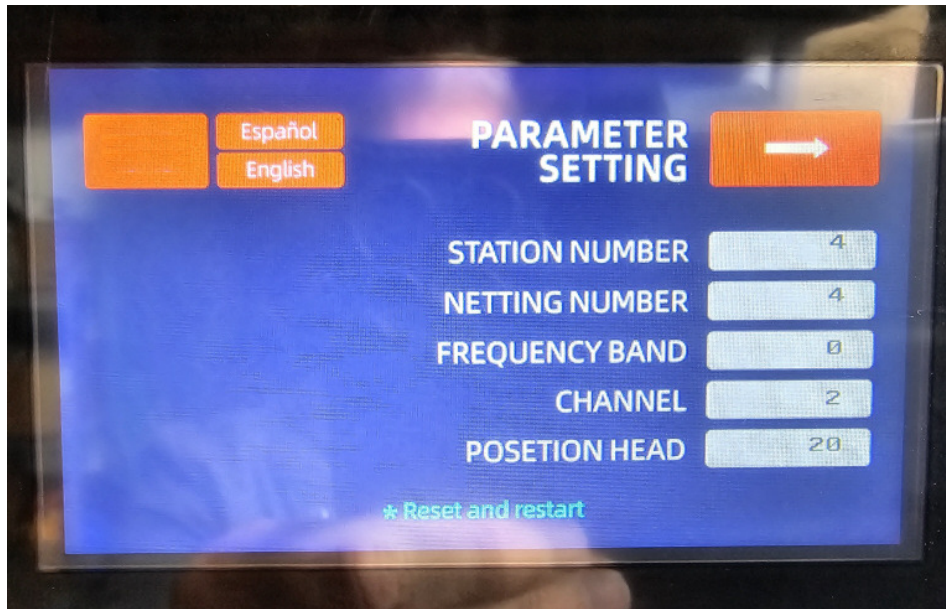 Español
English
PARAMETER
SETTING
STATION NUMBER 4
NETTING NUMBER 4
FREQUENCY BAND 0
CHANNEL 2
POSETION HEAD 20
* Reset and restart